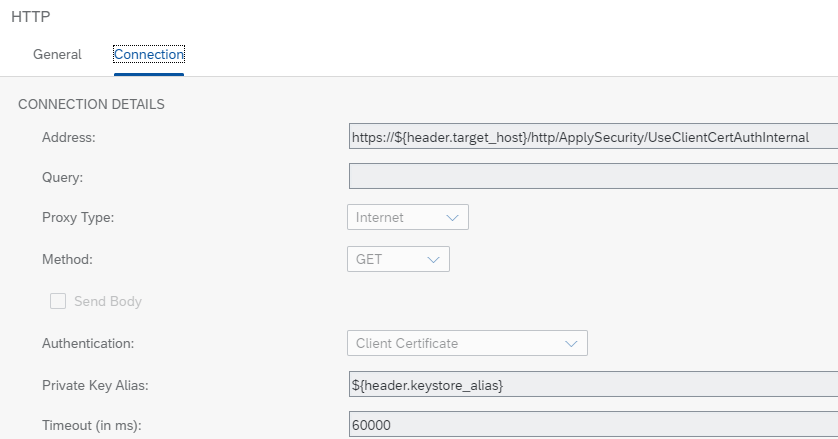 HTTP
General Connection
CONNECTION DETAILS
Address: https://${header.target_host}/http/ApplySecurity/UseClientCertAuthInternal
Query:
Proxy Type: Internet
Method: GET
Send Body
Authentication: Client Certificate
Private Key Alias: ${header.keystore_alias}
Timeout (in ms): 60000